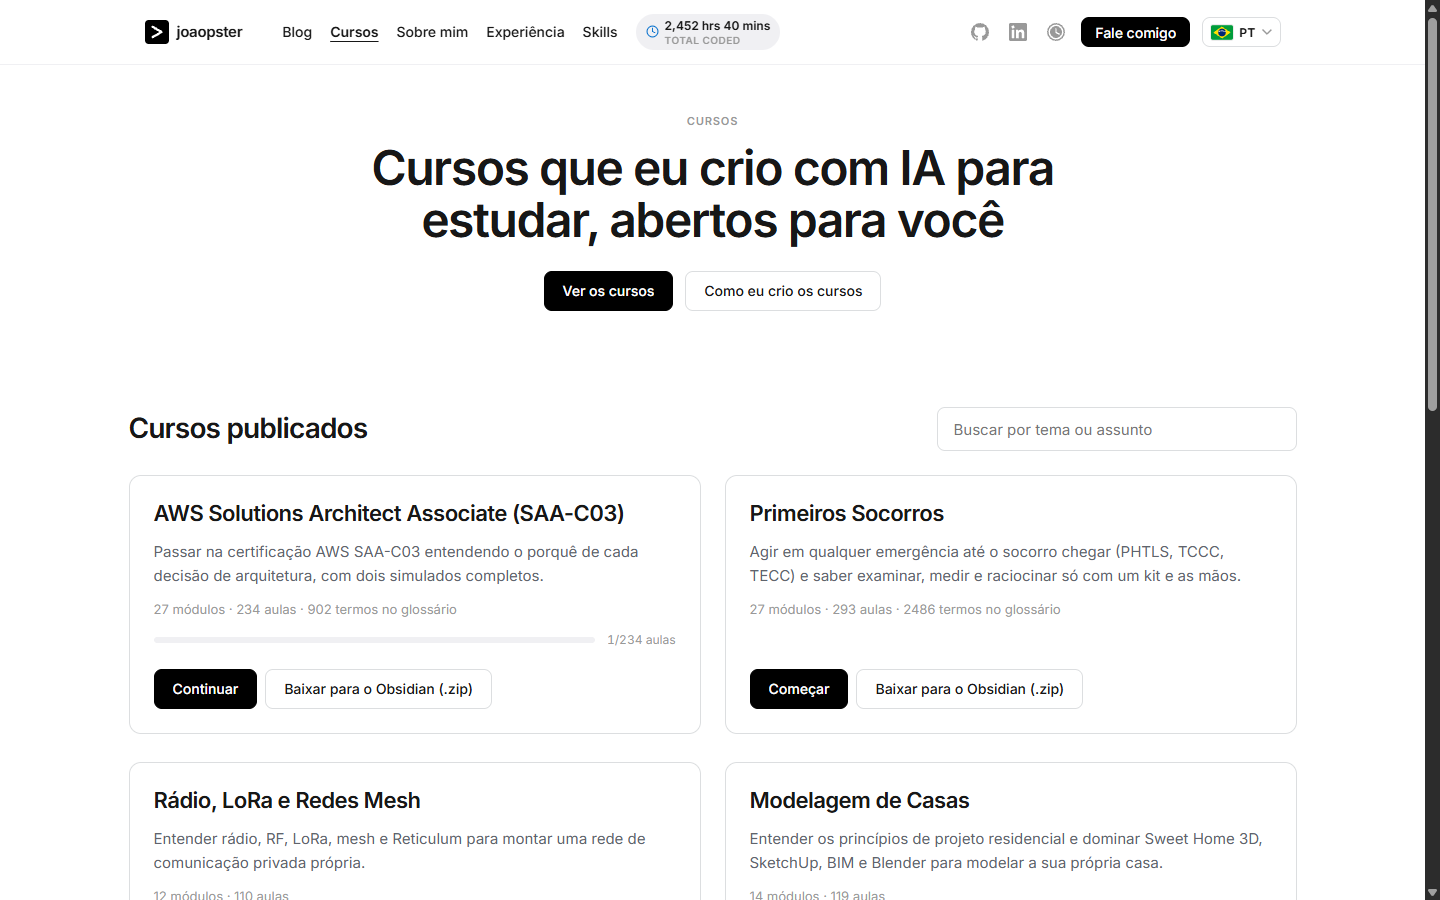 joaopster
Blog
Cursos
Sobre mim
Experiência
Skills
2,452 hrs 40 mins
TOTAL CODED
Fale comigo
PT
CURSOS
Cursos que eu crio com IA para
estudar, abertos para você
Ver os cursos
Como eu crio os cursos
Cursos publicados
Buscar por tema ou assunto
AWS Solutions Architect Associate (SAA-C03)
Passar na certificação AWS SAA-C03 entendendo o porquê de cada
decisão de arquitetura, com dois simulados completos.
27 módulos · 234 aulas · 902 termos no glossário
1/234 aulas
Continuar
Baixar para o Obsidian (.zip)
Primeiros Socorros
Agir em qualquer emergência até o socorro chegar (PHTLS, TCCC,
TECC) e saber examinar, medir e raciocinar só com um kit e as mãos.
27 módulos · 293 aulas · 2486 termos no glossário
Começar
Baixar para o Obsidian (.zip)
Rádio, LoRa e Redes Mesh
Entender rádio, RF, LoRa, mesh e Reticulum para montar uma rede de
comunicação privada própria.
12 módulos · 110 aulas
Modelagem de Casas
Entender os princípios de projeto residencial e dominar Sweet Home 3D,
SketchUp, BIM e Blender para modelar a sua própria casa.
14 módulos · 119 aulas